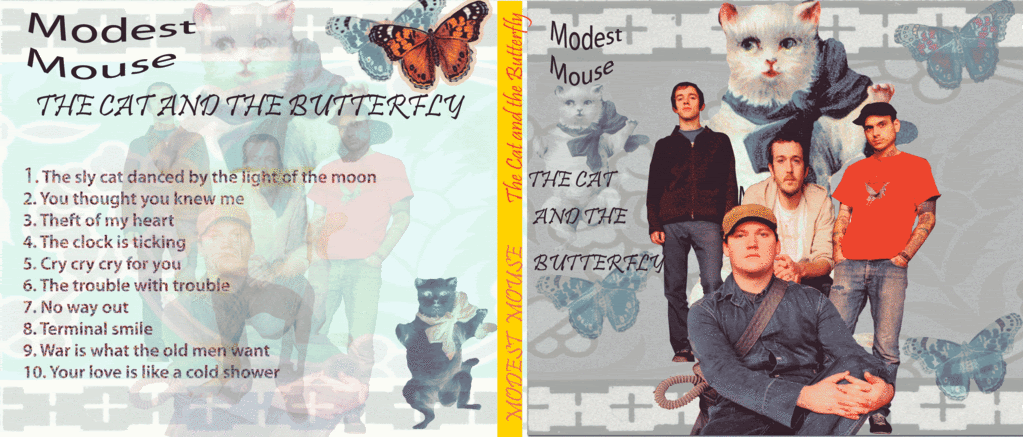 Modest
Mouse
THE CAT AND THE BUTTERFLY
1. The sly cat danced by the light of the moon
2. You thought you knew me
3. Theft of my heart
4. The clock is ticking
5. Cry cry cry for you
6. The trouble with trouble
7. No way out
8. Terminal smile
9. War is what the old men want
10. Your love is like a cold shower
MODEST MOUSE The Cat and the Butterfly
Modest
Mouse
THE CAT
AND THE
BUTTERFLY